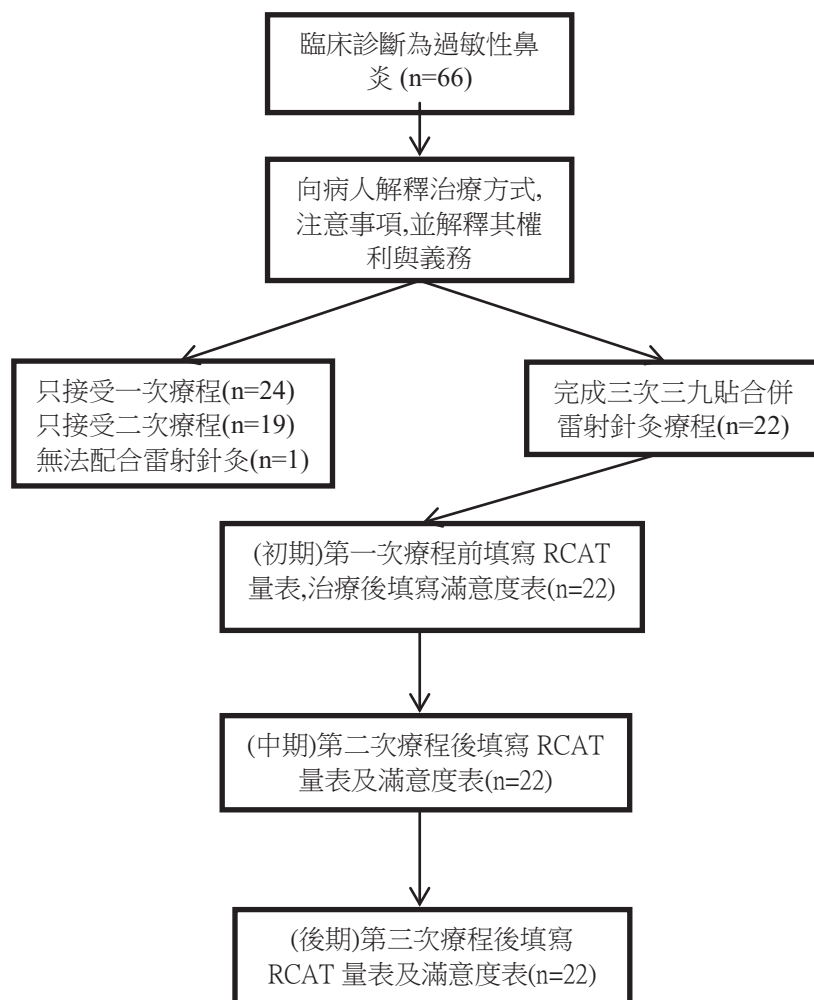 臨床診斷為過敏性鼻
炎 (n=66)
向病人解釋治療方式,
注意事項,並解釋其權
利與義務
只接受一次療程(n=24)
只接受二次療程(n=19)
無法配合雷射針灸(n=1)
完成三次三九貼合併
雷射針灸療程(n=22)
(初期)第一次療程前填寫 RCAT
量表,治療後填寫滿意度表(n=22)
(中期)第二次療程後填寫 RCAT
量表及滿意度表(n=22)
(後期)第三次療程後填寫
RCAT 量表及滿意度表(n=22)